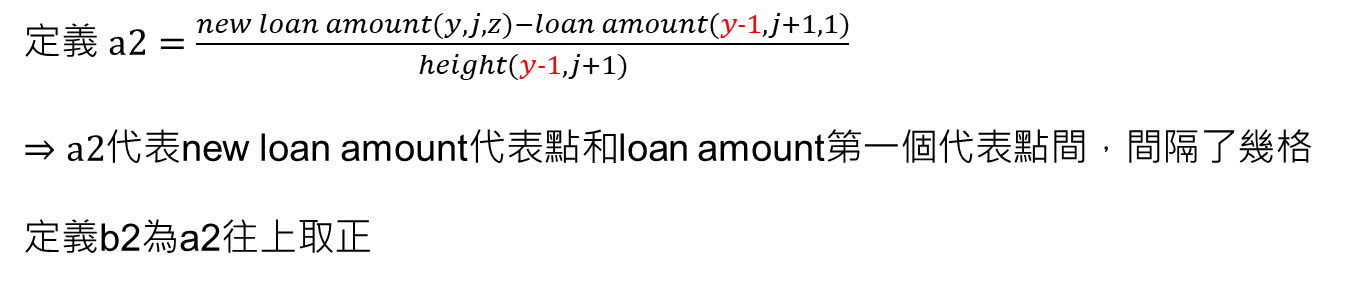 定義 a2 = \frac{new loan amount(y,j,z)−loan amount(y-1,j+1,1)}{height(y-1,j+1)}
⇒ a2代表new loan amount代表點和loan amount第一個代表點間，間隔了幾格
定義b2為a2往上取正